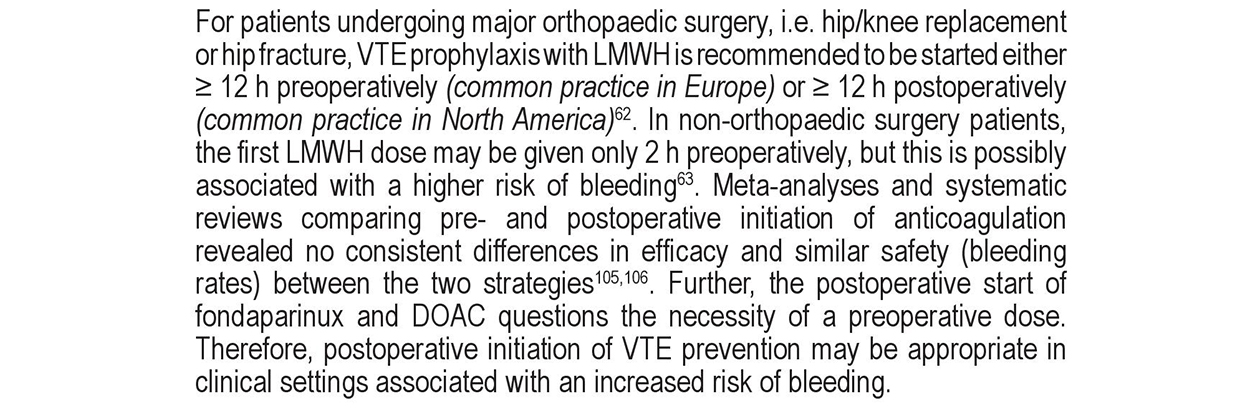 For patients undergoing major orthopaedic surgery, i.e. hip/knee replacement
or hip fracture, VTE prophylaxis with LMWH is recommended to be started either
≥ 12 h preoperatively (common practice in Europe) or ≥ 12 h postoperatively
(common practice in North America)62. In non-orthopaedic surgery patients,
the first LMWH dose may be given only 2 h preoperatively, but this is possibly
associated with a higher risk of bleeding63. Meta-analyses and systematic
reviews comparing pre- and postoperative initiation of anticoagulation
revealed no consistent differences in efficacy and similar safety (bleeding
rates) between the two strategies105,106. Further, the postoperative start of
fondaparinux and DOAC questions the necessity of a preoperative dose.
Therefore, postoperative initiation of VTE prevention may be appropriate in
clinical settings associated with an increased risk of bleeding.